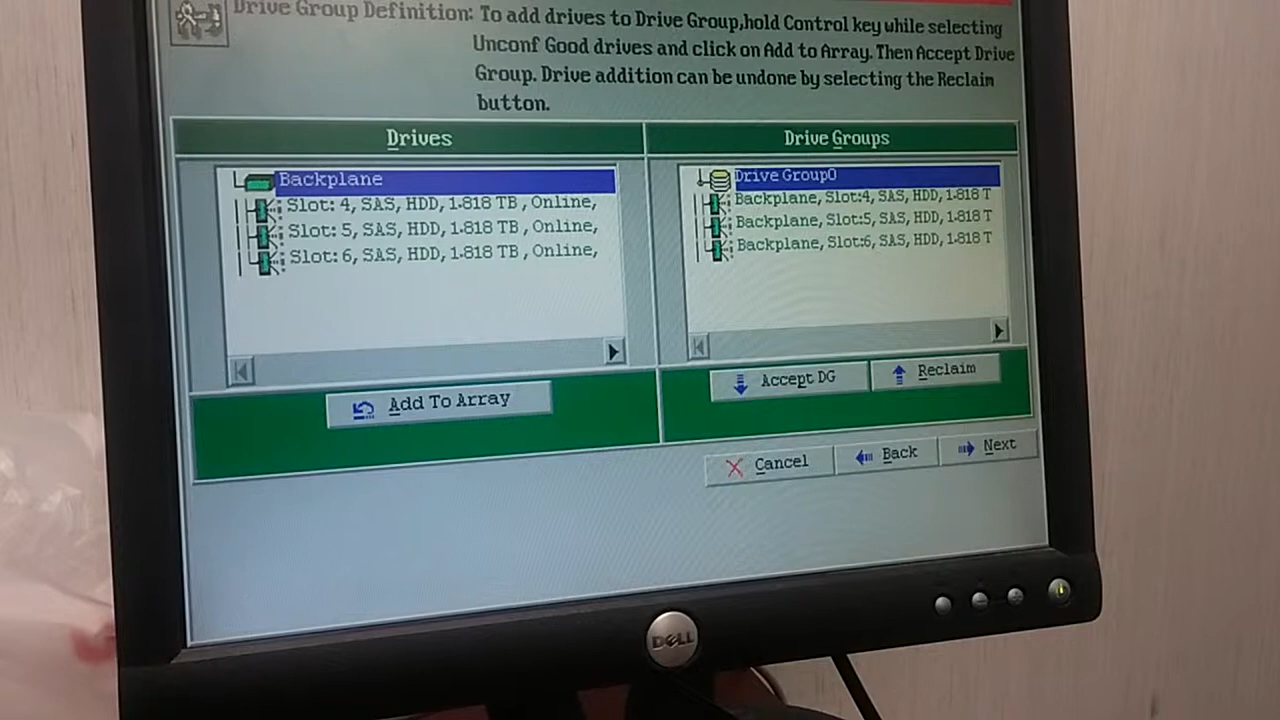 Drive Group Definition: To add drives to Drive Group,hold Control key while selecting
Unconf Good drives and click on Add to Array. Then Accept Drive
Group. Drive addition can be undone by selecting the Reclaim
button.
Drives
Backplane
Slot: 4, SAS, HDD, 1.818 TB, Online,
Slot: 5, SAS, HDD, 1.818 TB, Online,
Slot: 6, SAS, HDD, 1.818 TB, Online,
Add To Array
Drive Groups
Drive Group0
Backplane, Slot:4, SAS, HDD, 1.818 T
Backplane, Slot:5, SAS, HDD, 1.818 T
Backplane, Slot:6, SAS, HDD, 1.818 T
Accept DG
Reclaim
Cancel
Back
Next
DELL